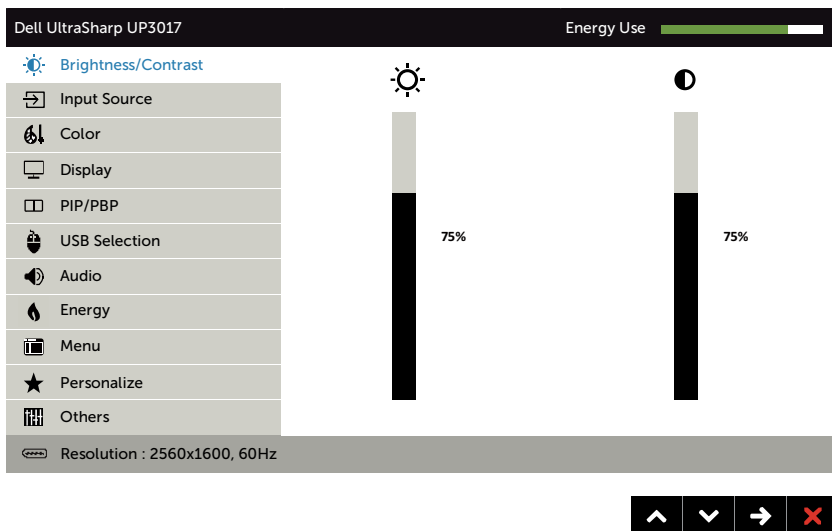 Dell UltraSharp UP3017
Energy Use
Brightness/Contrast
Input Source
Color
Display
PIP/PBP
USB Selection
Audio
Energy
Menu
Personalize
Others
75%
75%
Resolution : 2560x1600, 60Hz